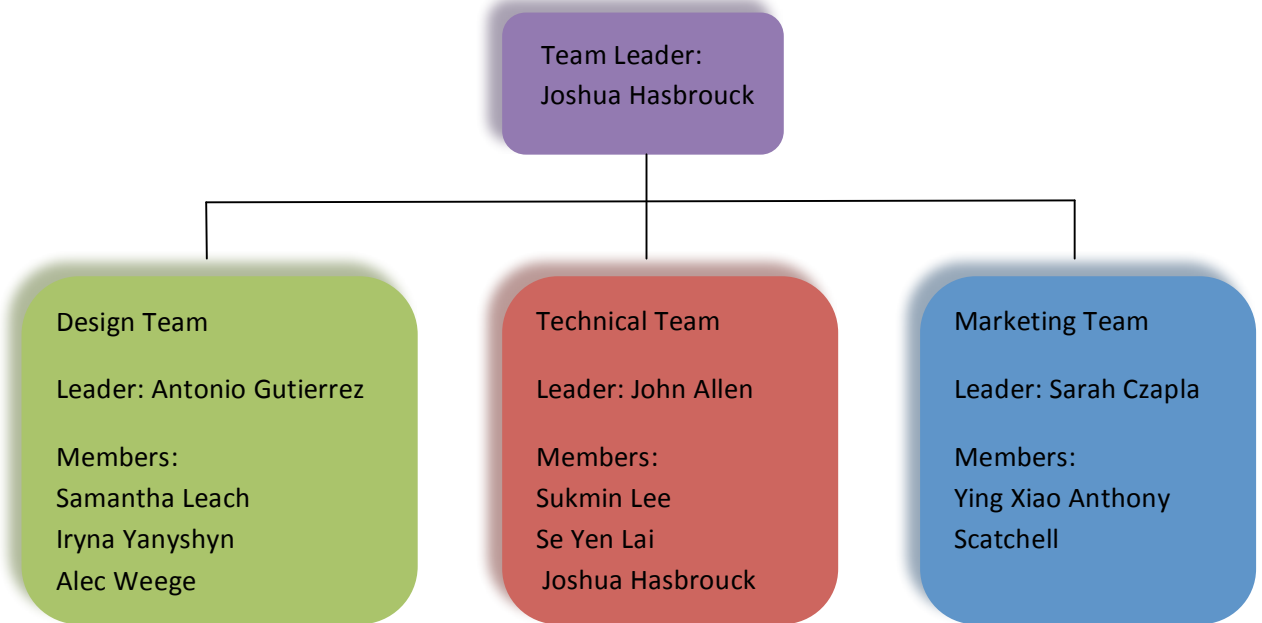 Team Leader:
Joshua Hasbrouck
Design Team
Leader: Antonio Gutierrez
Members:
Samantha Leach
Iryna Yanyshyn
Alec Weege
Technical Team
Leader: John Allen
Members:
Sukmin Lee
Se Yen Lai
Joshua Hasbrouck
Marketing Team
Leader: Sarah Czapla
Members:
Ying Xiao Anthony
Scatchell